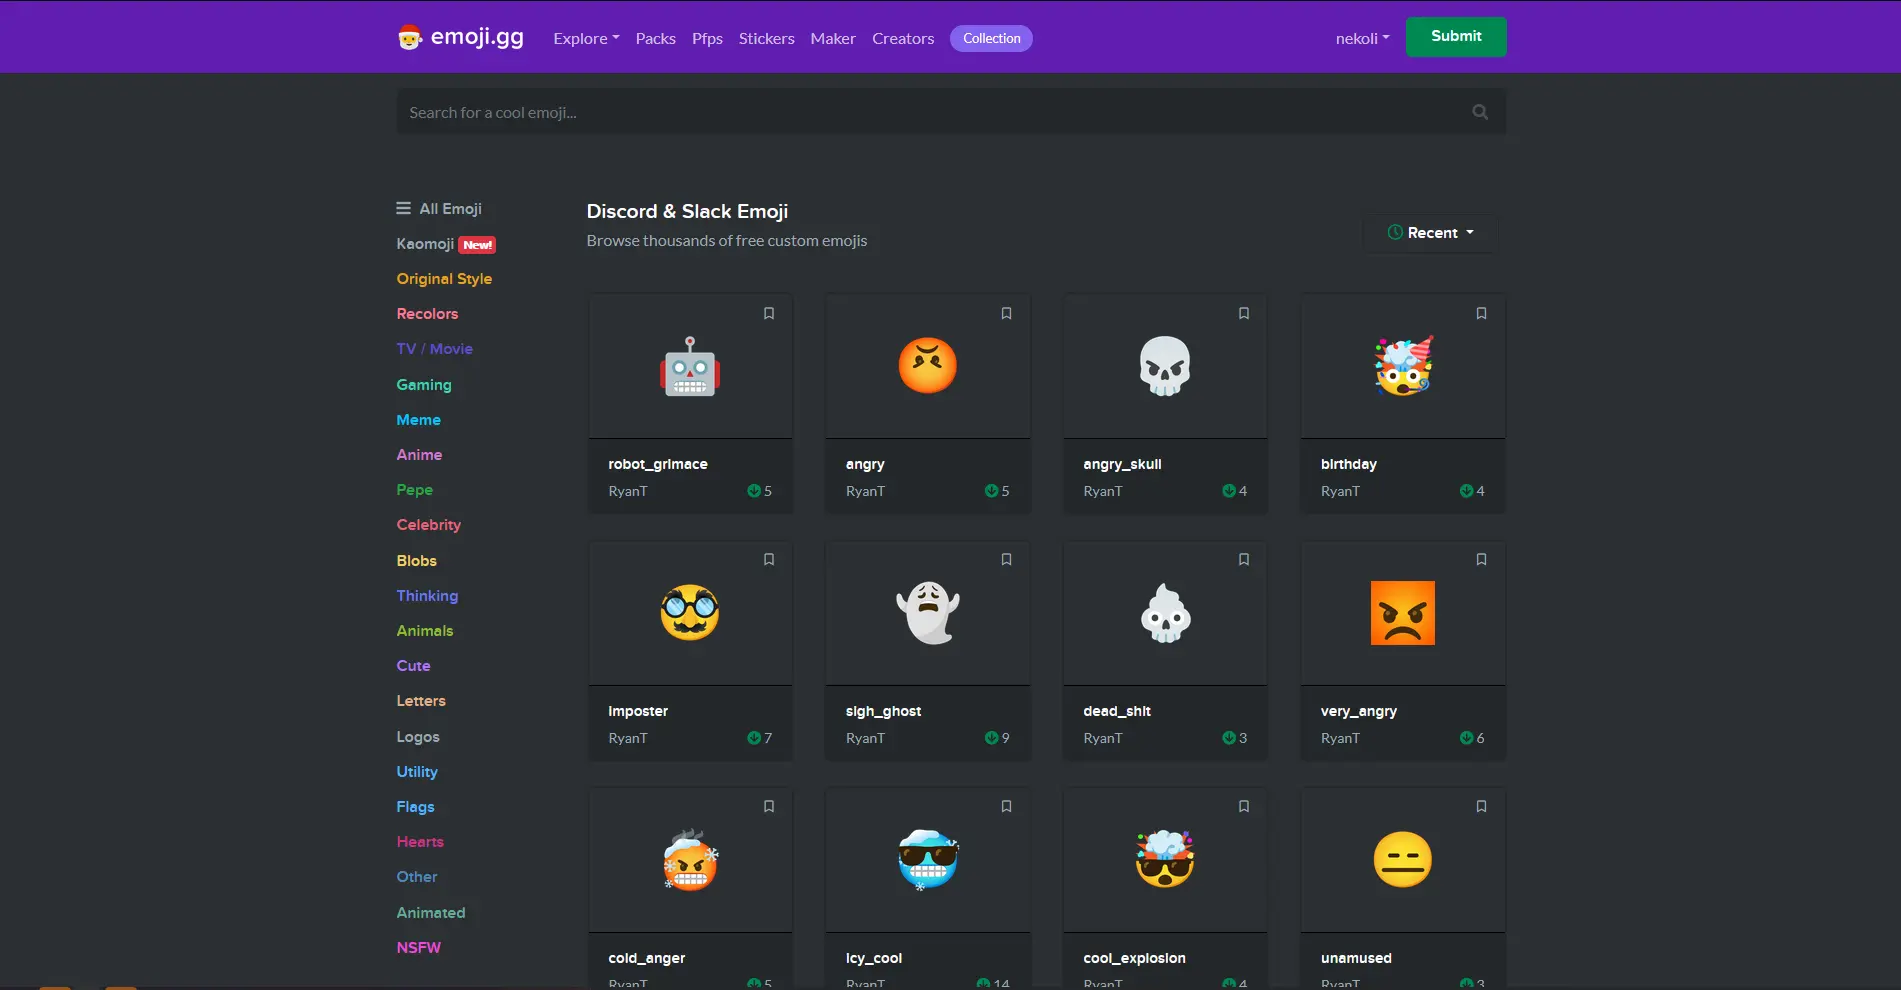 emoji.gg Explore Packs Pfps Stickers Maker Creators Collection nekoli Submit
Search for a cool emoji...
All Emoji
Kaomoji New!
Original Style
Recolors
TV / Movie
Gaming
Meme
Anime
Pepe
Celebrity
Blobs
Thinking
Animals
Cute
Letters
Logos
Utility
Flags
Hearts
Other
Animated
NSFW
Discord & Slack Emoji
Browse thousands of free custom emojis
Recent
robot_grimace
RyanT 5
angry
RyanT 5
angry_skull
RyanT 4
birthday
RyanT 4
imposter
RyanT 7
sigh_ghost
RyanT 9
dead_shit
RyanT 3
very_angry
RyanT 6
cold_anger
RyanT 5
icy_cool
RyanT 14
cool_explosion
RyanT 4
unamused
RyanT 3